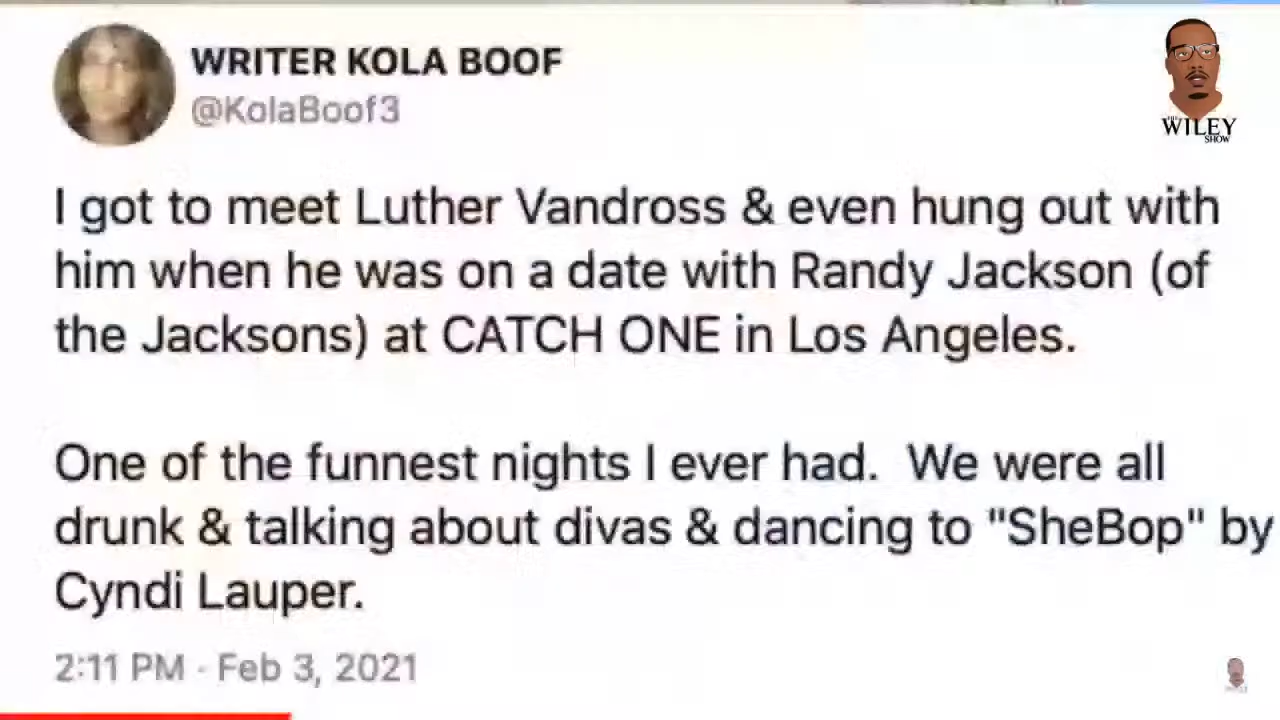 WRITER KOLA BOOF
@KolaBoof3
THE
WILEY
SHOW
I got to meet Luther Vandross & even hung out with
him when he was on a date with Randy Jackson (of
the Jacksons) at CATCH ONE in Los Angeles.
One of the funnest nights I ever had. We were all
drunk & talking about divas & dancing to "SheBop" by
Cyndi Lauper.
2:11 PM · Feb 3, 2021